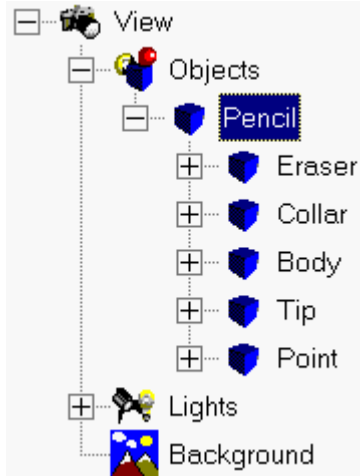 View
Objects
Pencil
Eraser
Collar
Body
Tip
Point
Lights
Background